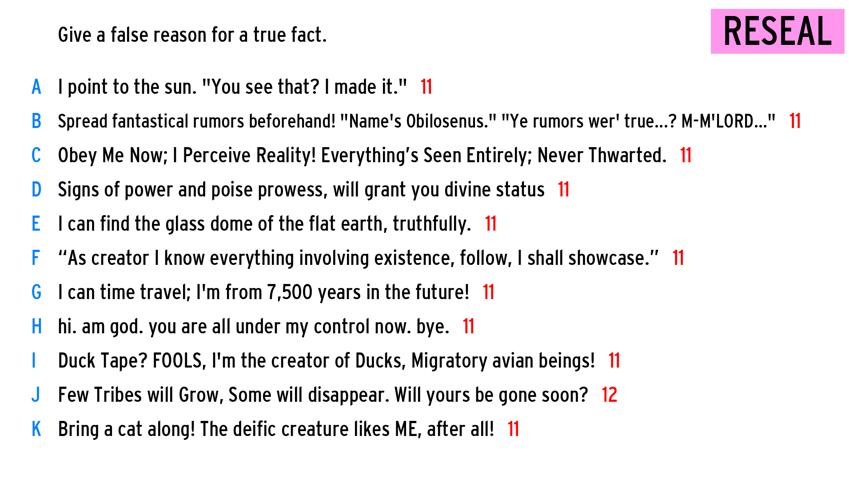 Give a false reason for a true fact.
RESEAL
A I point to the sun. "You see that? I made it." 11
B Spread fantastical rumors beforehand! "Name's Obilosenus." "Ye rumors wer' true...? M-M'LORD..." 11
C Obey Me Now; I Perceive Reality! Everything’s Seen Entirely; Never Thwarted. 11
D Signs of power and poise prowess, will grant you divine status 11
E I can find the glass dome of the flat earth, truthfully. 11
F “As creator I know everything involving existence, follow, I shall showcase.” 11
G I can time travel; I'm from 7,500 years in the future! 11
H hi. am god. you are all under my control now. bye. 11
I Duck Tape? FOOLS, I'm the creator of Ducks, Migratory avian beings! 11
J Few Tribes will Grow, Some will disappear. Will yours be gone soon? 12
K Bring a cat along! The deific creature likes ME, after all! 11